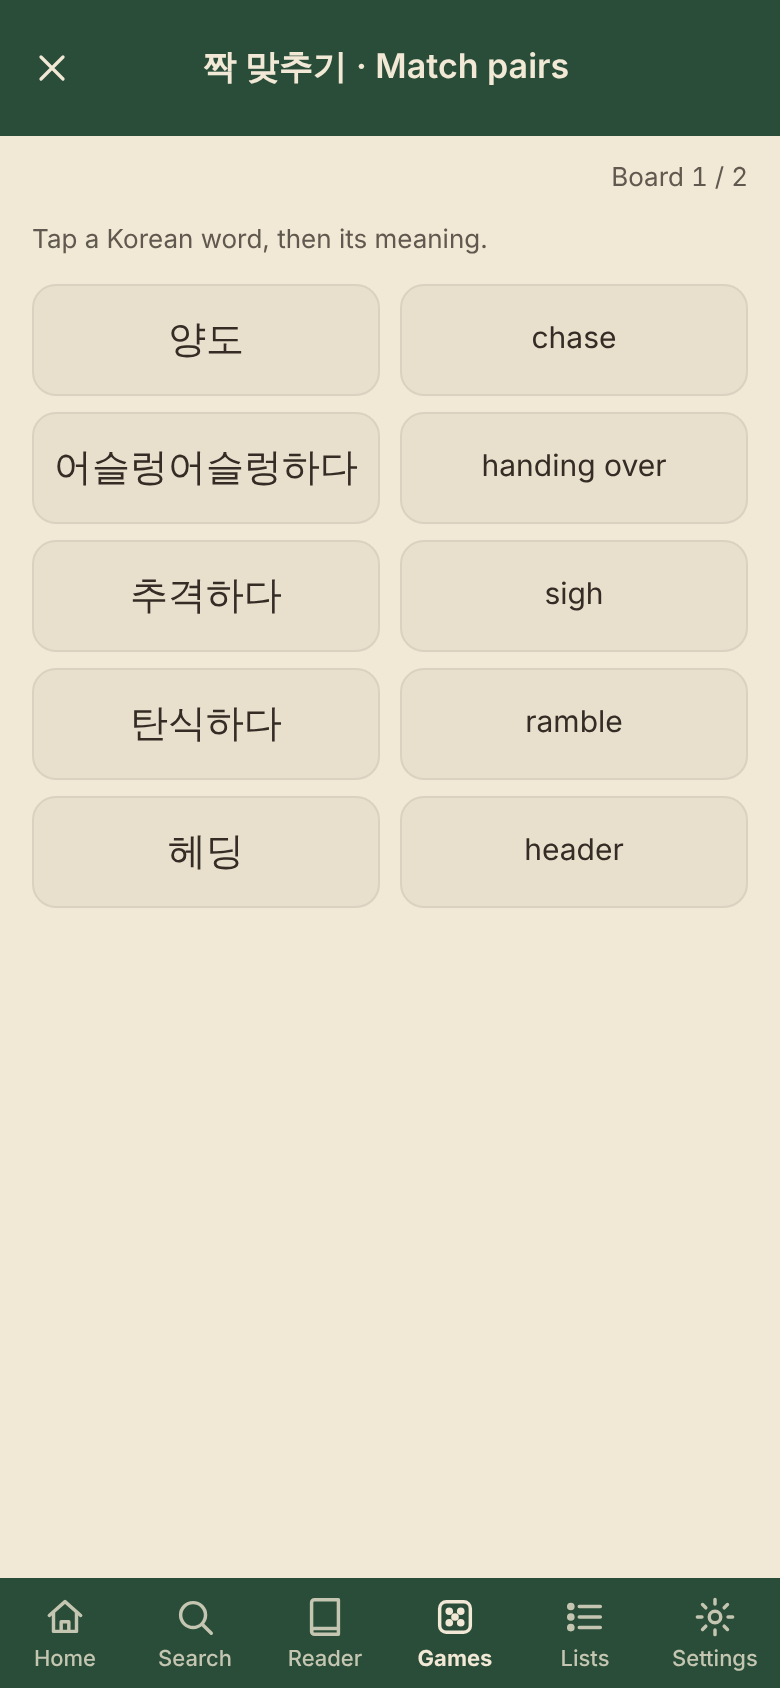 짝 맞추기 · Match pairs
Board 1 / 2
Tap a Korean word, then its meaning.
양도
chase
어슬렁어슬렁하다
handing over
추격하다
sigh
탄식하다
ramble
헤딩
header
Home
Search
Reader
Games
Lists
Settings